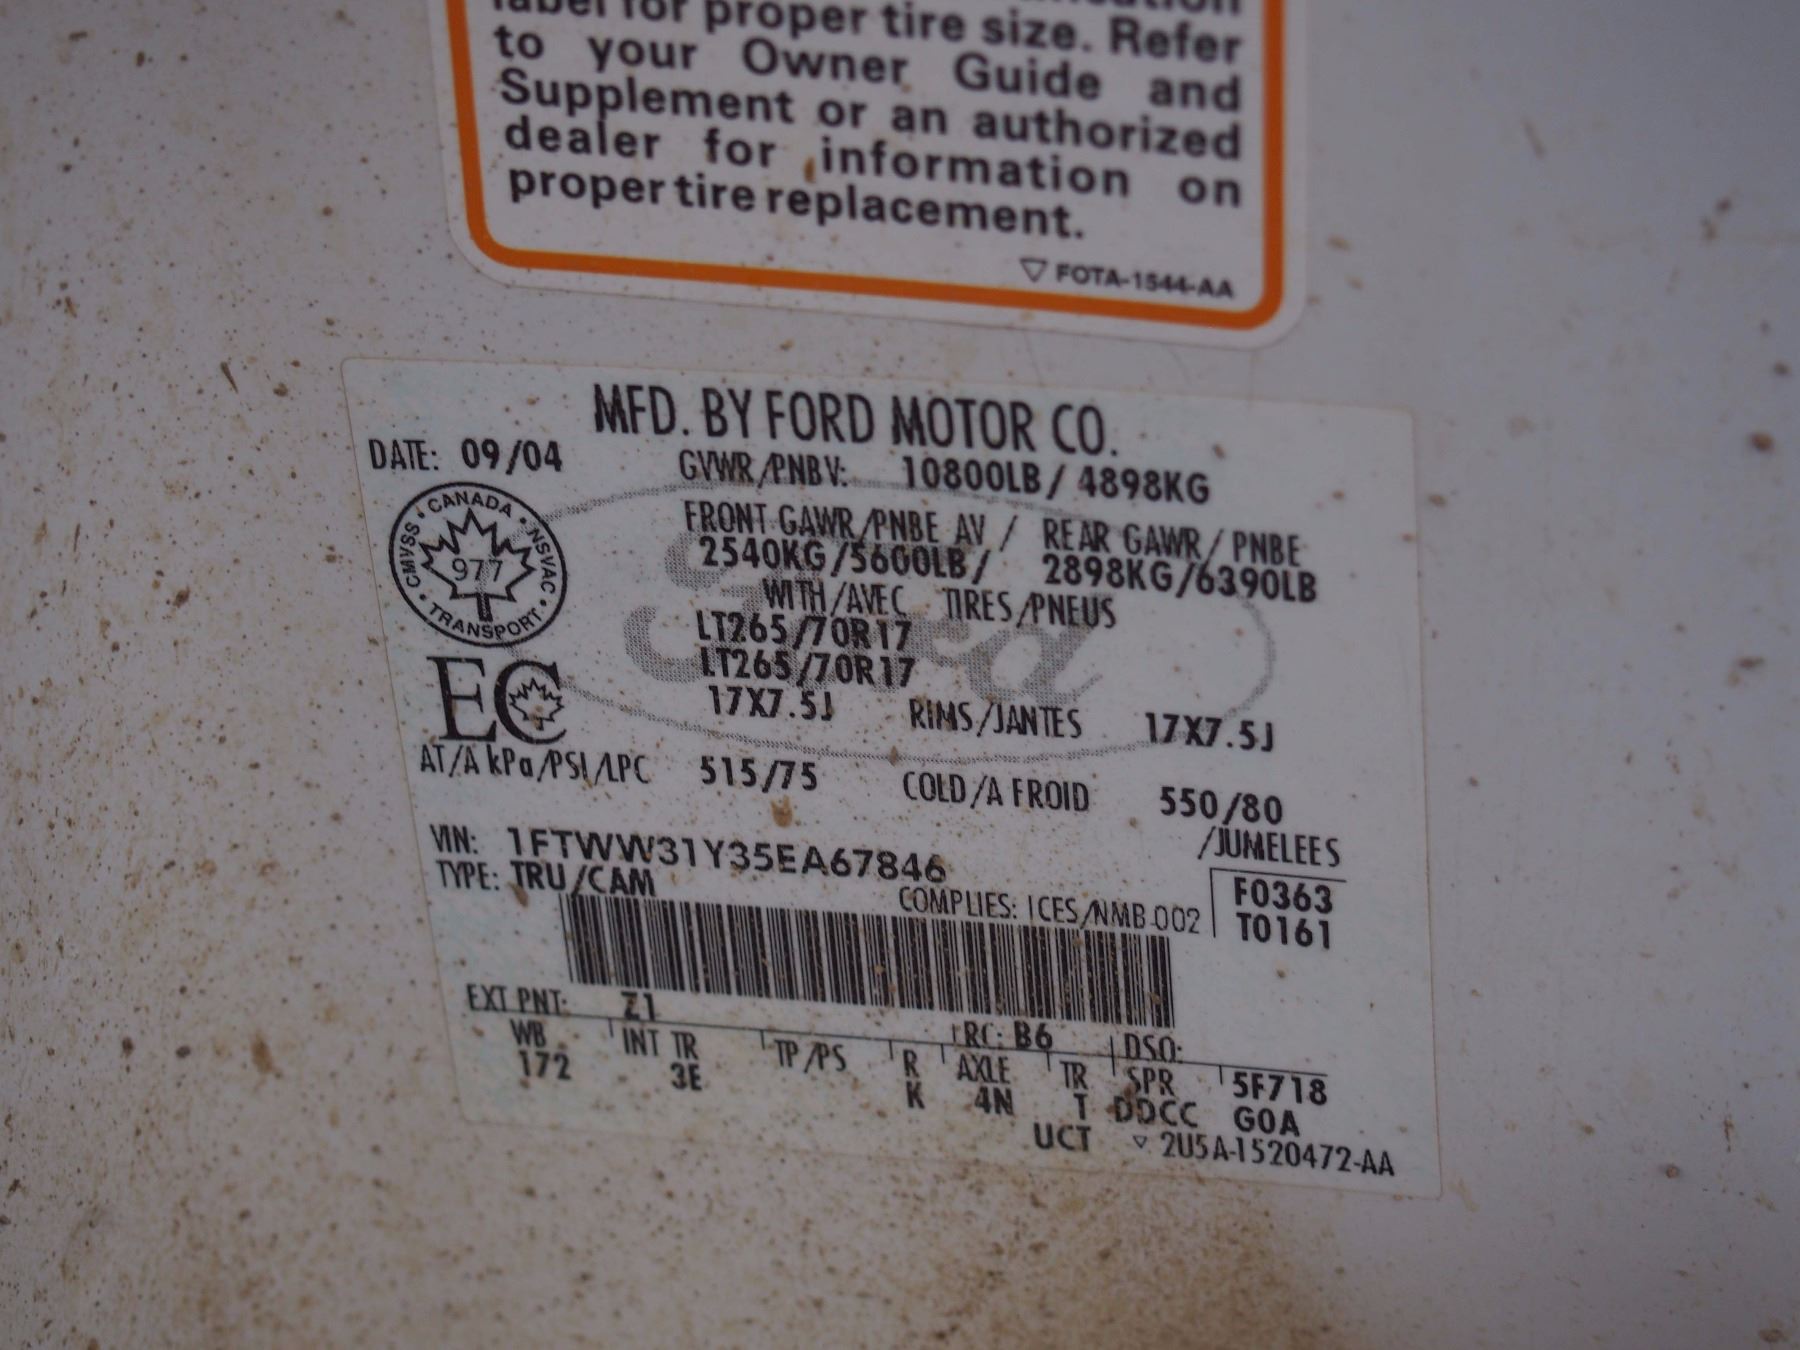 label for proper tire size. Refer
to your Owner Guide and
Supplement or an authorized
dealer for information on
proper tire replacement.
▽ FOTA-1544-AA
MFD. BY FORD MOTOR CO.
DATE: 09/04
GVWR/PNBV: 10800LB/ 4898KG
FRONT GAWR/PNBE AV / REAR GAWR/ PNBE
2540KG/5600LB/ 2898KG/6390LB
WITH/AVEC TIRES/PNEUS
LT265/70R17
LT265/70R17
17X7.5J RIMS/JANTES 17X7.5J
CANADA · NSVAC · TRANSPORT · CMVSS ·
977
EC
Ford
AT/A kPa/PSI/LPC 515/75 COLD/A FROID 550/80
/JUMELEES
VIN: 1FTWW31Y35EA67846
TYPE: TRU/CAM
COMPLIES: ICES/NMB 002
F0363
T0161
EXT PNT: Z1 RC: B6 DSO:
WB INT TR TP/PS R AXLE TR SPR 5F718
172 3E K 4N T DDCC G0A
UCT ▽ 2U5A-1520472-AA